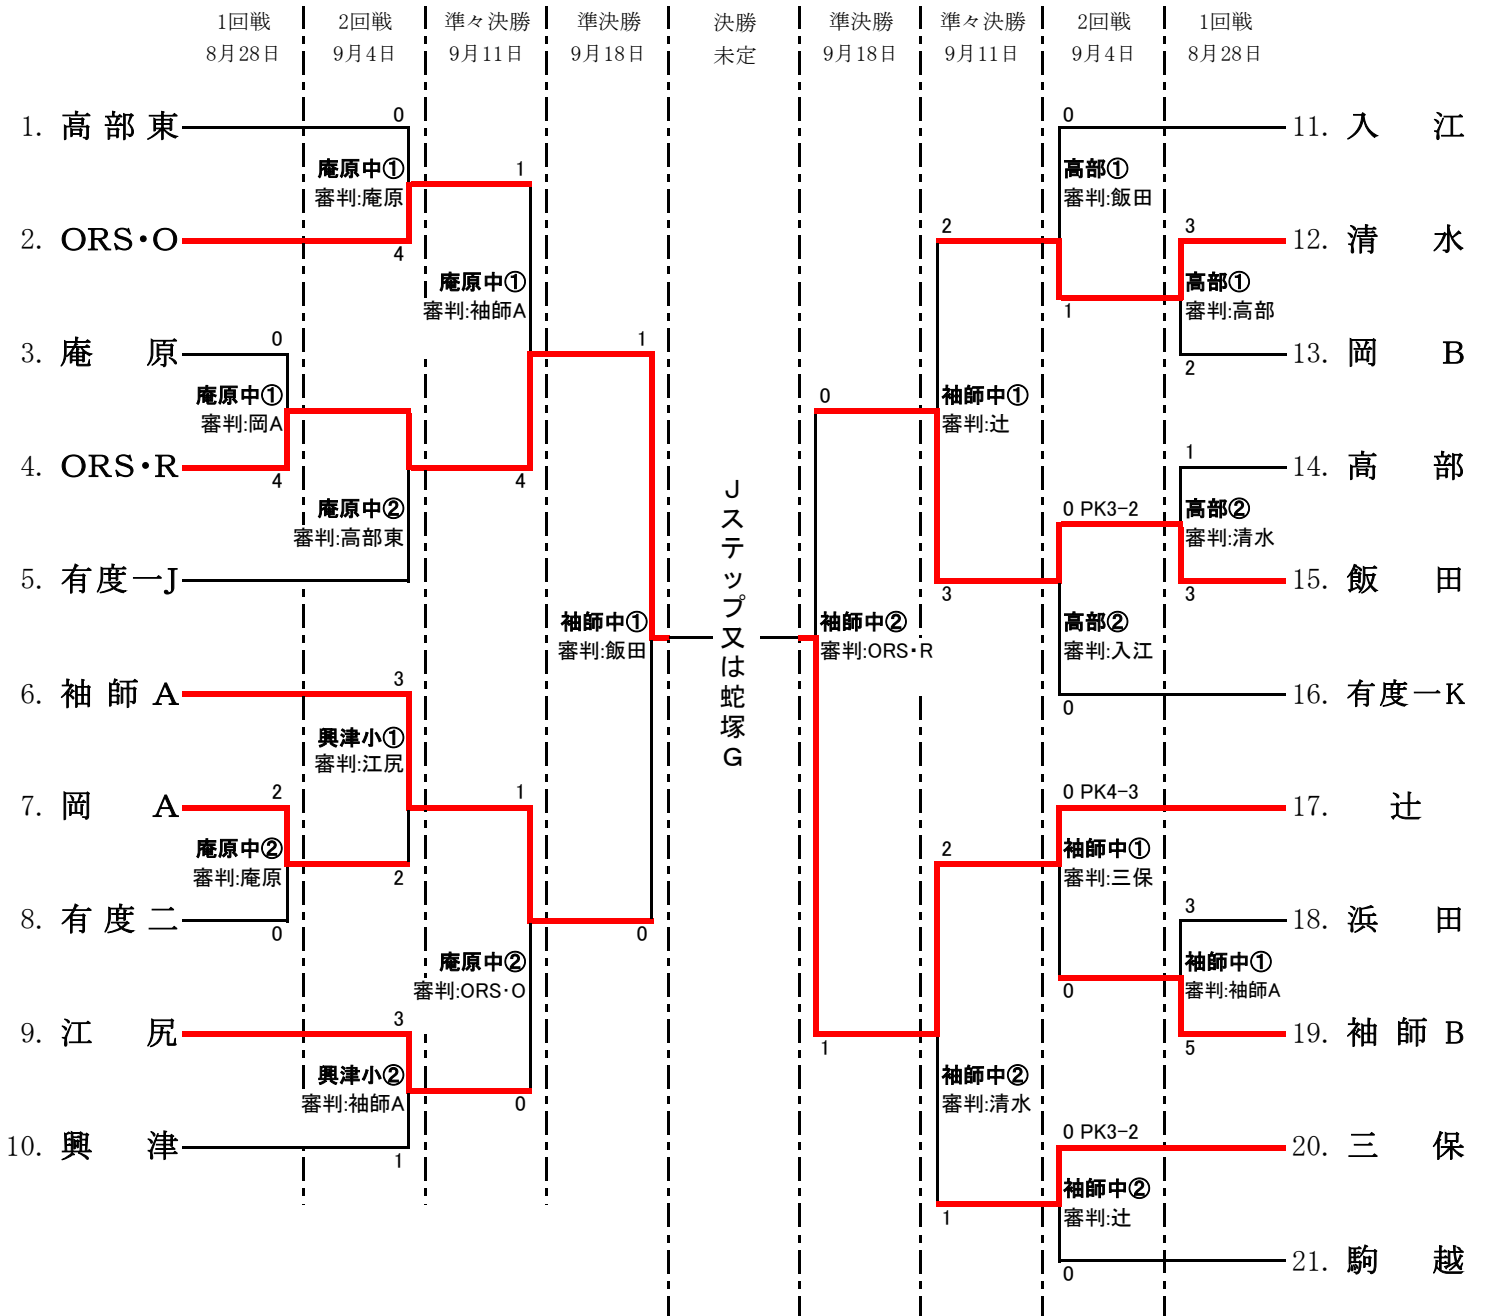 1回戦 2回戦 準々決勝 準決勝 決勝 準決勝 準々決勝 2回戦 1回戦
8月28日 9月4日 9月11日 9月18日 未定 9月18日 9月11日 9月4日 8月28日
1. 高部東
2. ORS・O
3. 庵原
4. ORS・R
5. 有度一J
6. 袖師A
7. 岡A
8. 有度二
9. 江尻
10. 興津
0
庵原中①
審判:庵原
4
0
庵原中①
審判:岡A
4
庵原中②
審判:高部東
3
興津小①
審判:江尻
2
2
庵原中②
審判:庵原
0
3
興津小②
審判:袖師A
1
1
庵原中①
審判:袖師A
4
1
庵原中②
審判:ORS・O
0
1
袖師中①
審判:飯田
0
Jステップ又は蛇塚G
0
袖師中②
審判:ORS・R
1
2
袖師中①
審判:辻
3
2
袖師中②
審判:清水
1
0
高部①
審判:飯田
1
0 PK3-2
高部②
審判:入江
0
0 PK4-3
袖師中①
審判:三保
0
0 PK3-2
袖師中②
審判:辻
0
3
高部①
審判:高部
2
1
高部②
審判:清水
3
3
袖師中①
審判:袖師A
5
11. 入江
12. 清水
13. 岡B
14. 高部
15. 飯田
16. 有度一K
17. 辻
18. 浜田
19. 袖師B
20. 三保
21. 駒越